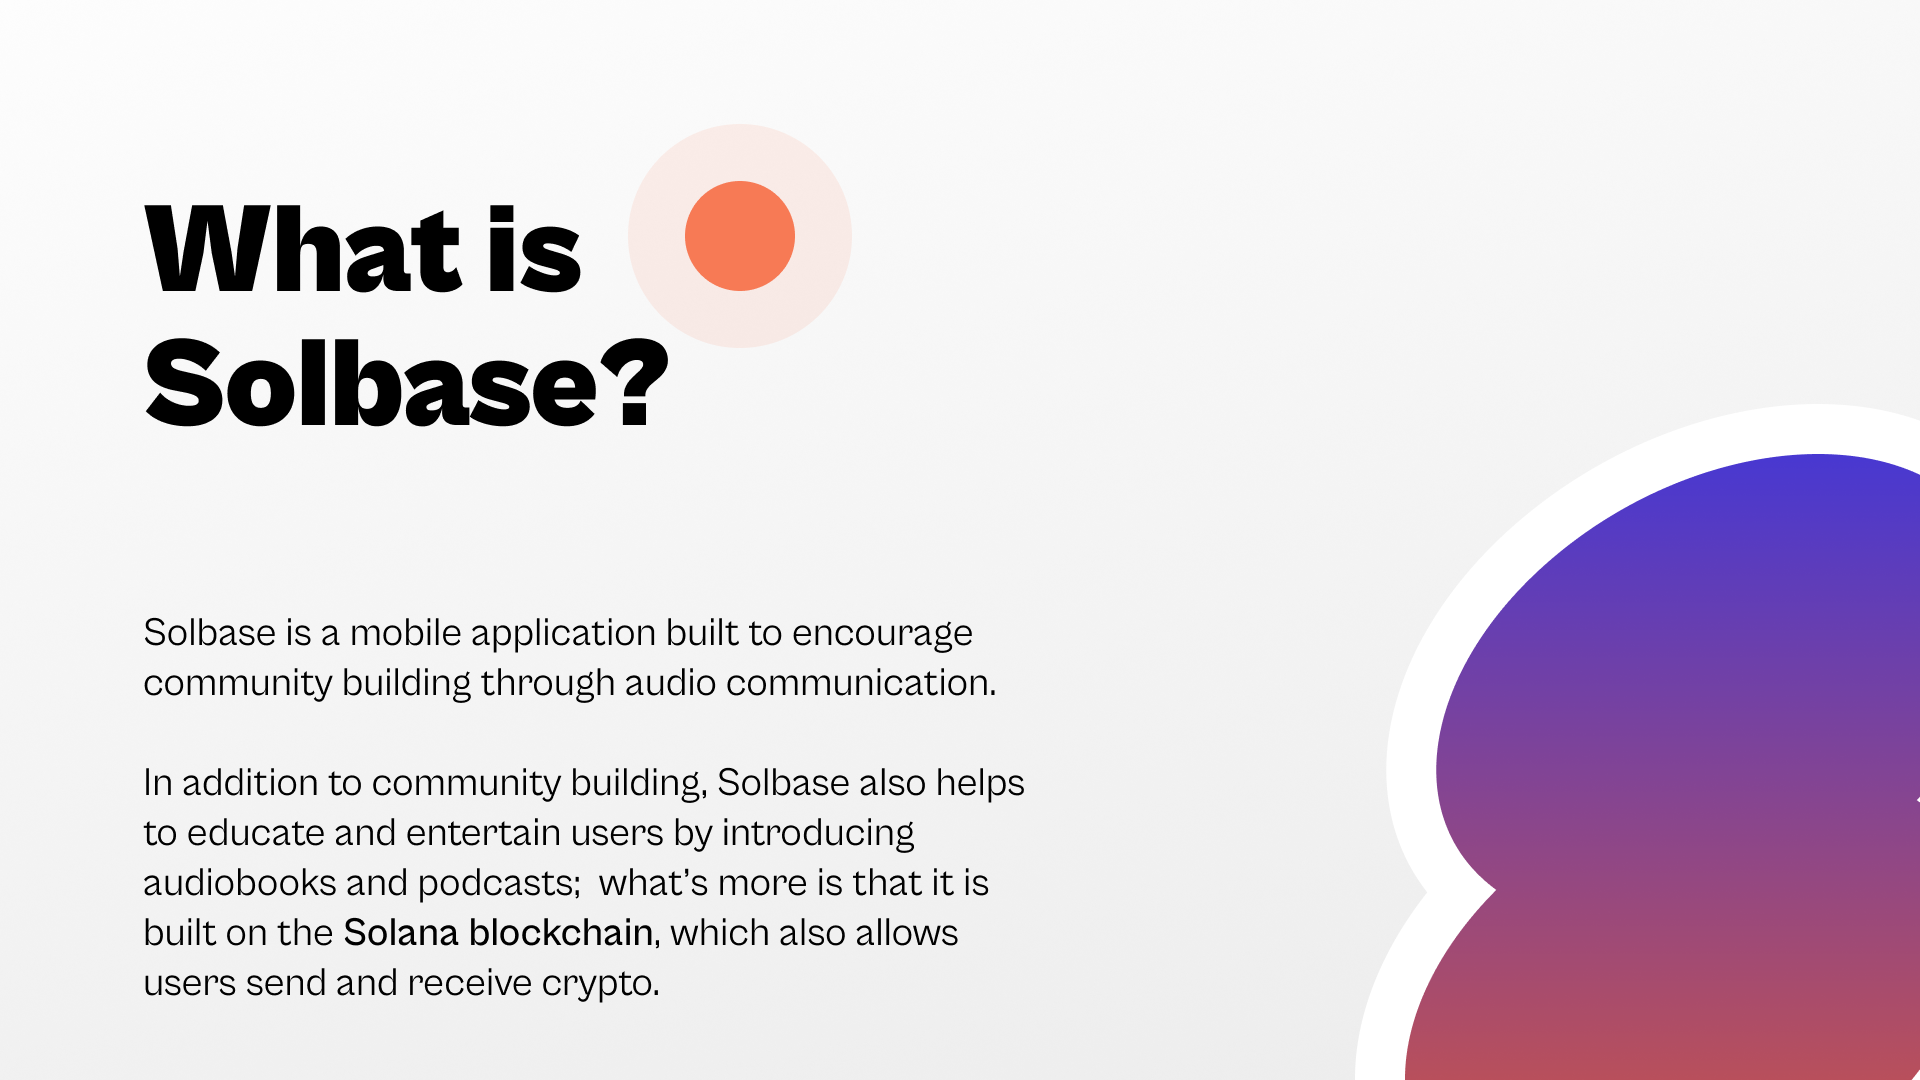 What is
Solbase?
Solbase is a mobile application built to encourage
community building through audio communication.
In addition to community building, Solbase also helps
to educate and entertain users by introducing
audiobooks and podcasts;  what’s more is that it is
built on the Solana blockchain, which also allows
users send and receive crypto.